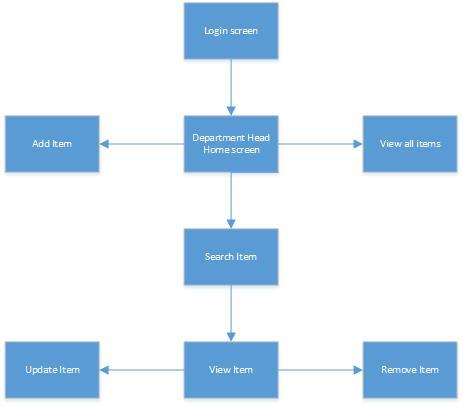 Login screen
Add Item
Department Head
Home screen
View all items
Search Item
Update Item
View Item
Remove Item